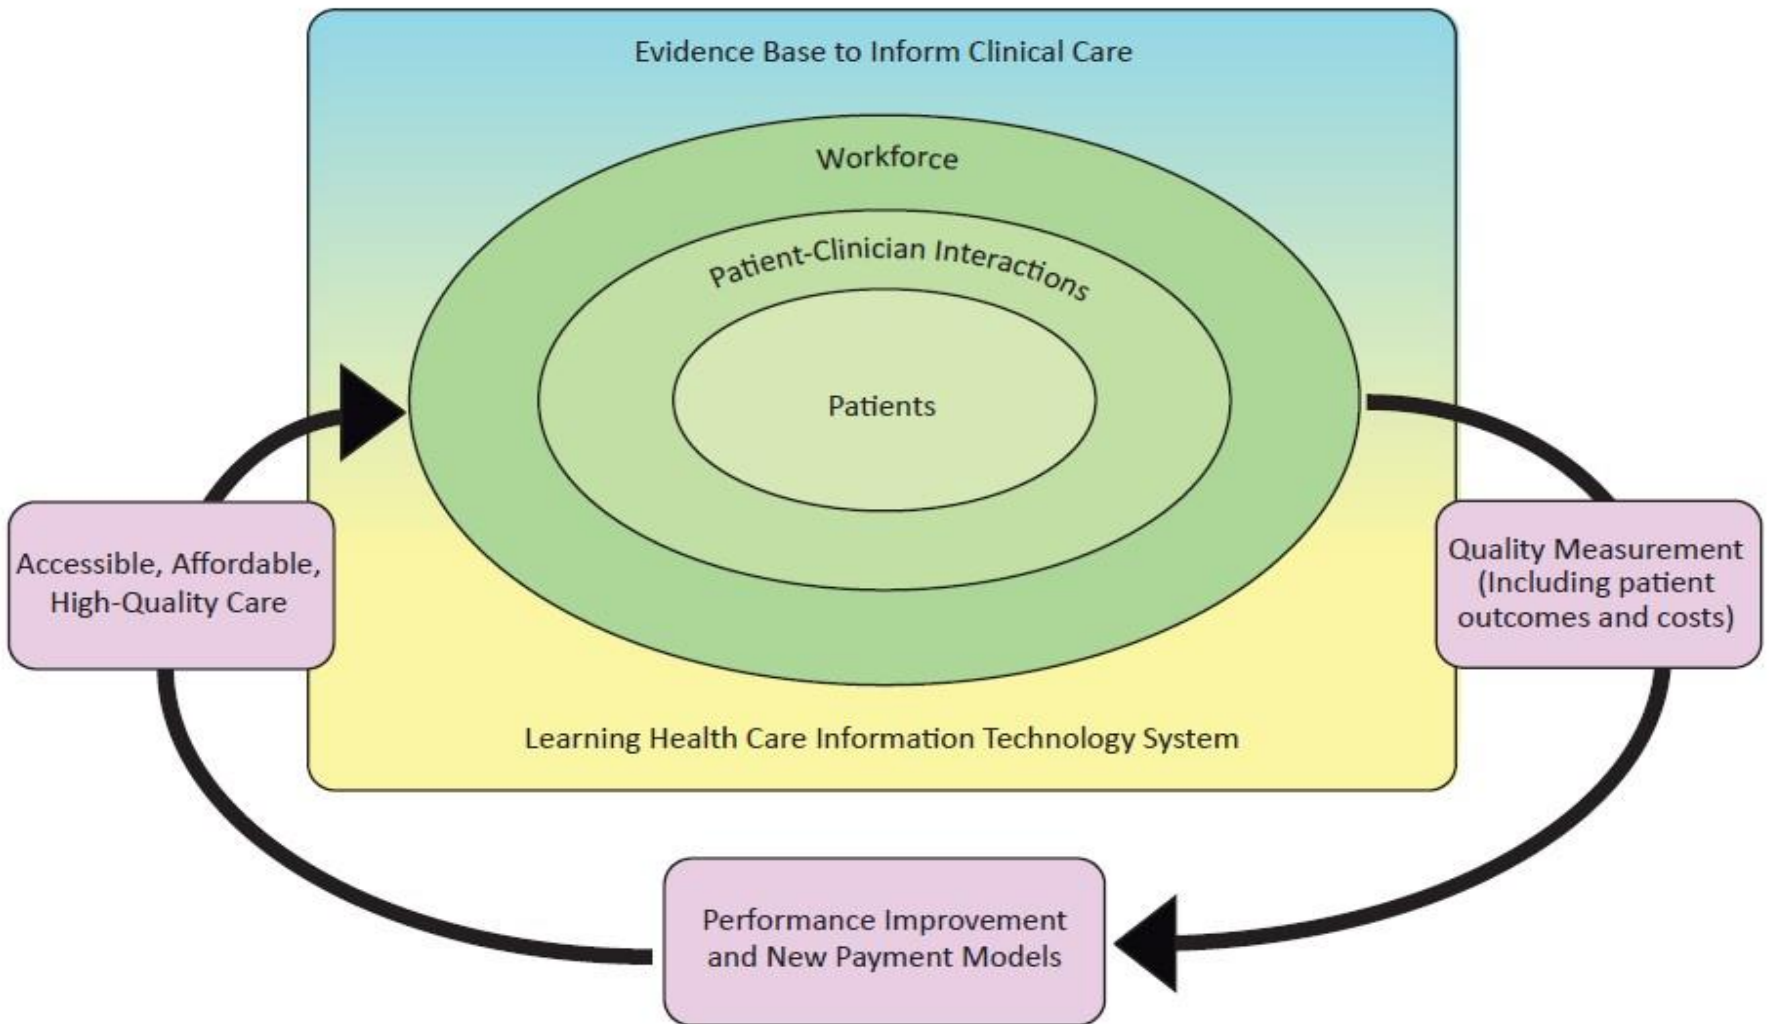 Evidence Base to Inform Clinical Care
Workforce
Patient-Clinician Interactions
Patients
Accessible, Affordable,
High-Quality Care
Quality Measurement
(Including patient
outcomes and costs)
Learning Health Care Information Technology System
Performance Improvement
and New Payment Models